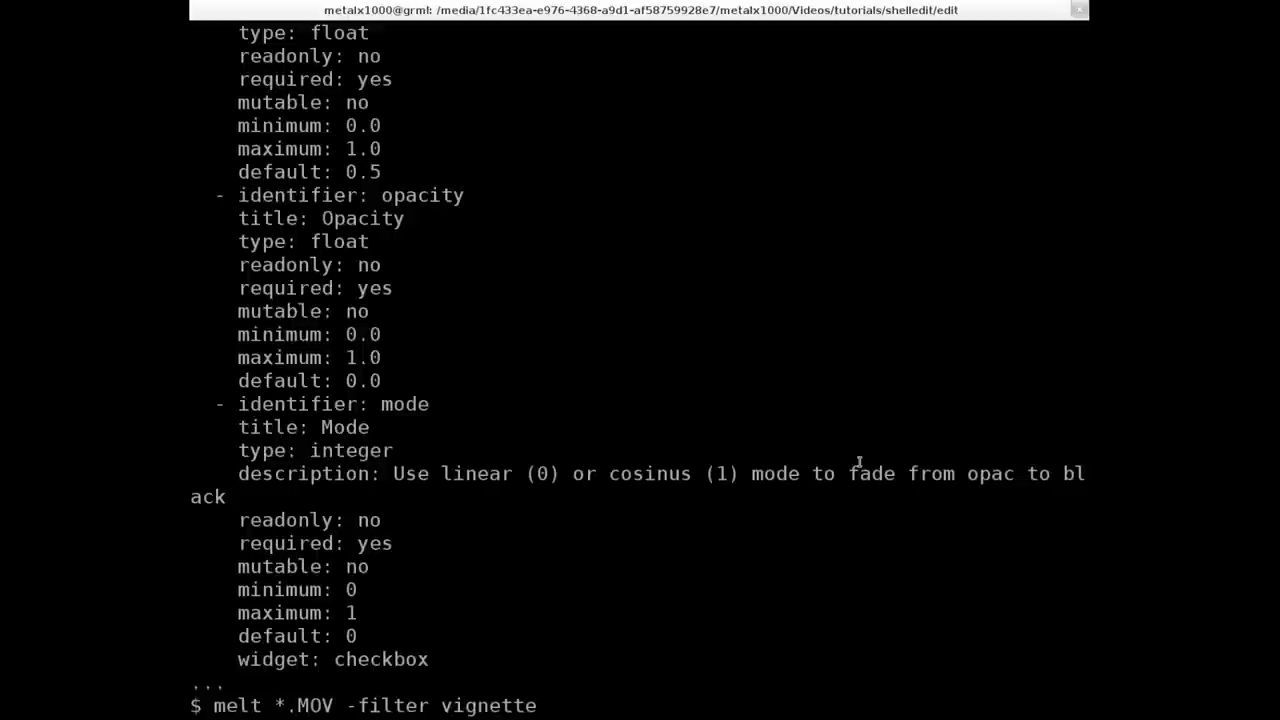 metalx1000@grml: /media/1fc433ea-e976-4368-a9d1-af58759928e7/metalx1000/Videos/tutorials/shelledit/edit
type: float
readonly: no
required: yes
mutable: no
minimum: 0.0
maximum: 1.0
default: 0.5
- identifier: opacity
title: Opacity
type: float
readonly: no
required: yes
mutable: no
minimum: 0.0
maximum: 1.0
default: 0.0
- identifier: mode
title: Mode
type: integer
description: Use linear (0) or cosinus (1) mode to fade from opac to bl
ack
readonly: no
required: yes
mutable: no
minimum: 0
maximum: 1
default: 0
widget: checkbox
...
$ melt *.MOV -filter vignette